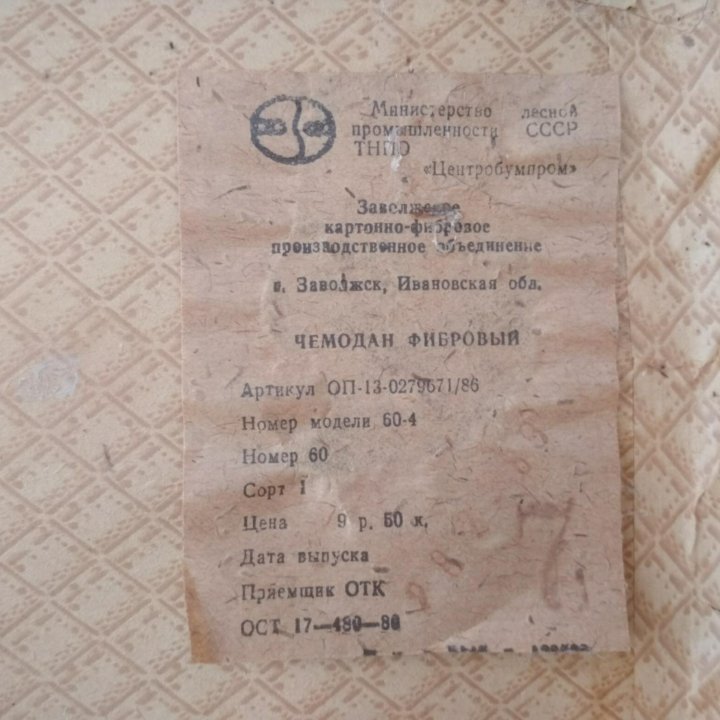 Министерство лесной
промышленности СССР
ТНПО
«Центробумпром»
Заволжское
картонно-фибровое
производственное объединение
г. Заволжск, Ивановская обл.
ЧЕМОДАН ФИБРОВЫЙ
Артикул ОП-13-0279671/86
Номер модели 60-4
Номер 60
Сорт 1
Цена 9 р. 50 к.
Дата выпуска
Приемщик ОТК
ОСТ 17—480—80